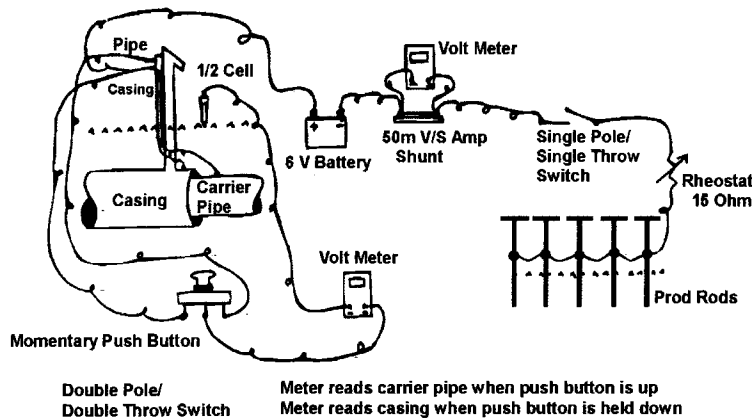 Pipe
Casing
1/2 Cell
Volt Meter
6 V Battery
50m V/S Amp
Shunt
Single Pole/
Single Throw
Switch
Rheostat
15 Ohm
Casing
Carrier
Pipe
Volt Meter
Prod Rods
Momentary Push Button
Double Pole/
Double Throw Switch
Meter reads carrier pipe when push button is up
Meter reads casing when push button is held down